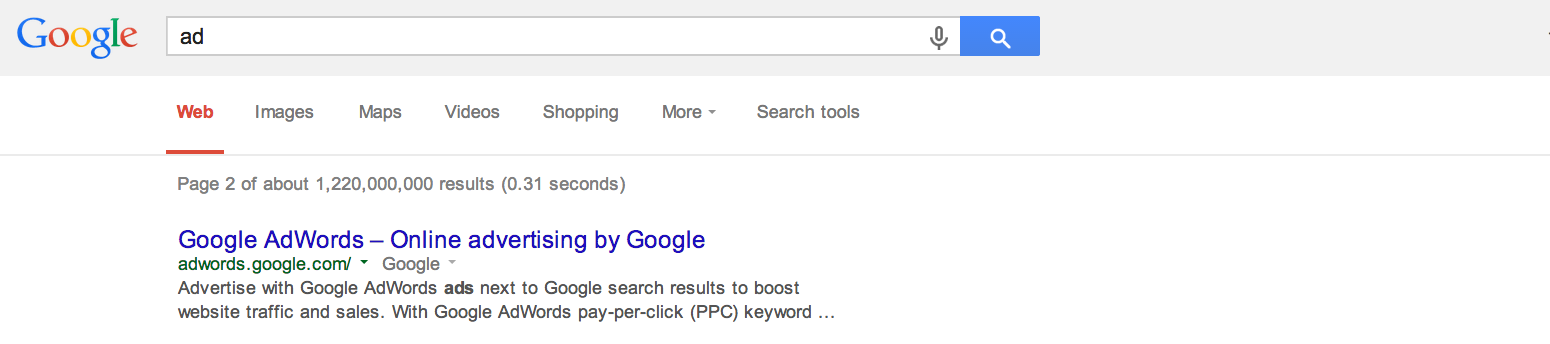 Google
ad
Web Images Maps Videos Shopping More Search tools
Page 2 of about 1,220,000,000 results (0.31 seconds)
Google AdWords – Online advertising by Google
adwords.google.com/ Google
Advertise with Google AdWords ads next to Google search results to boost
website traffic and sales. With Google AdWords pay-per-click (PPC) keyword ...